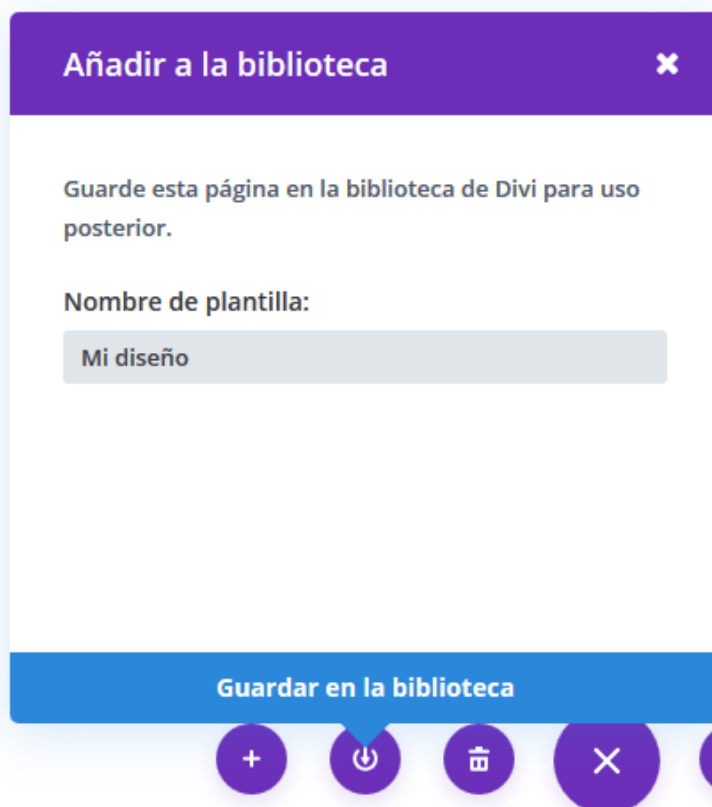 Añadir a la biblioteca
Guarde esta página en la biblioteca de Divi para uso
posterior.
Nombre de plantilla:
Mi diseño
Guardar en la biblioteca